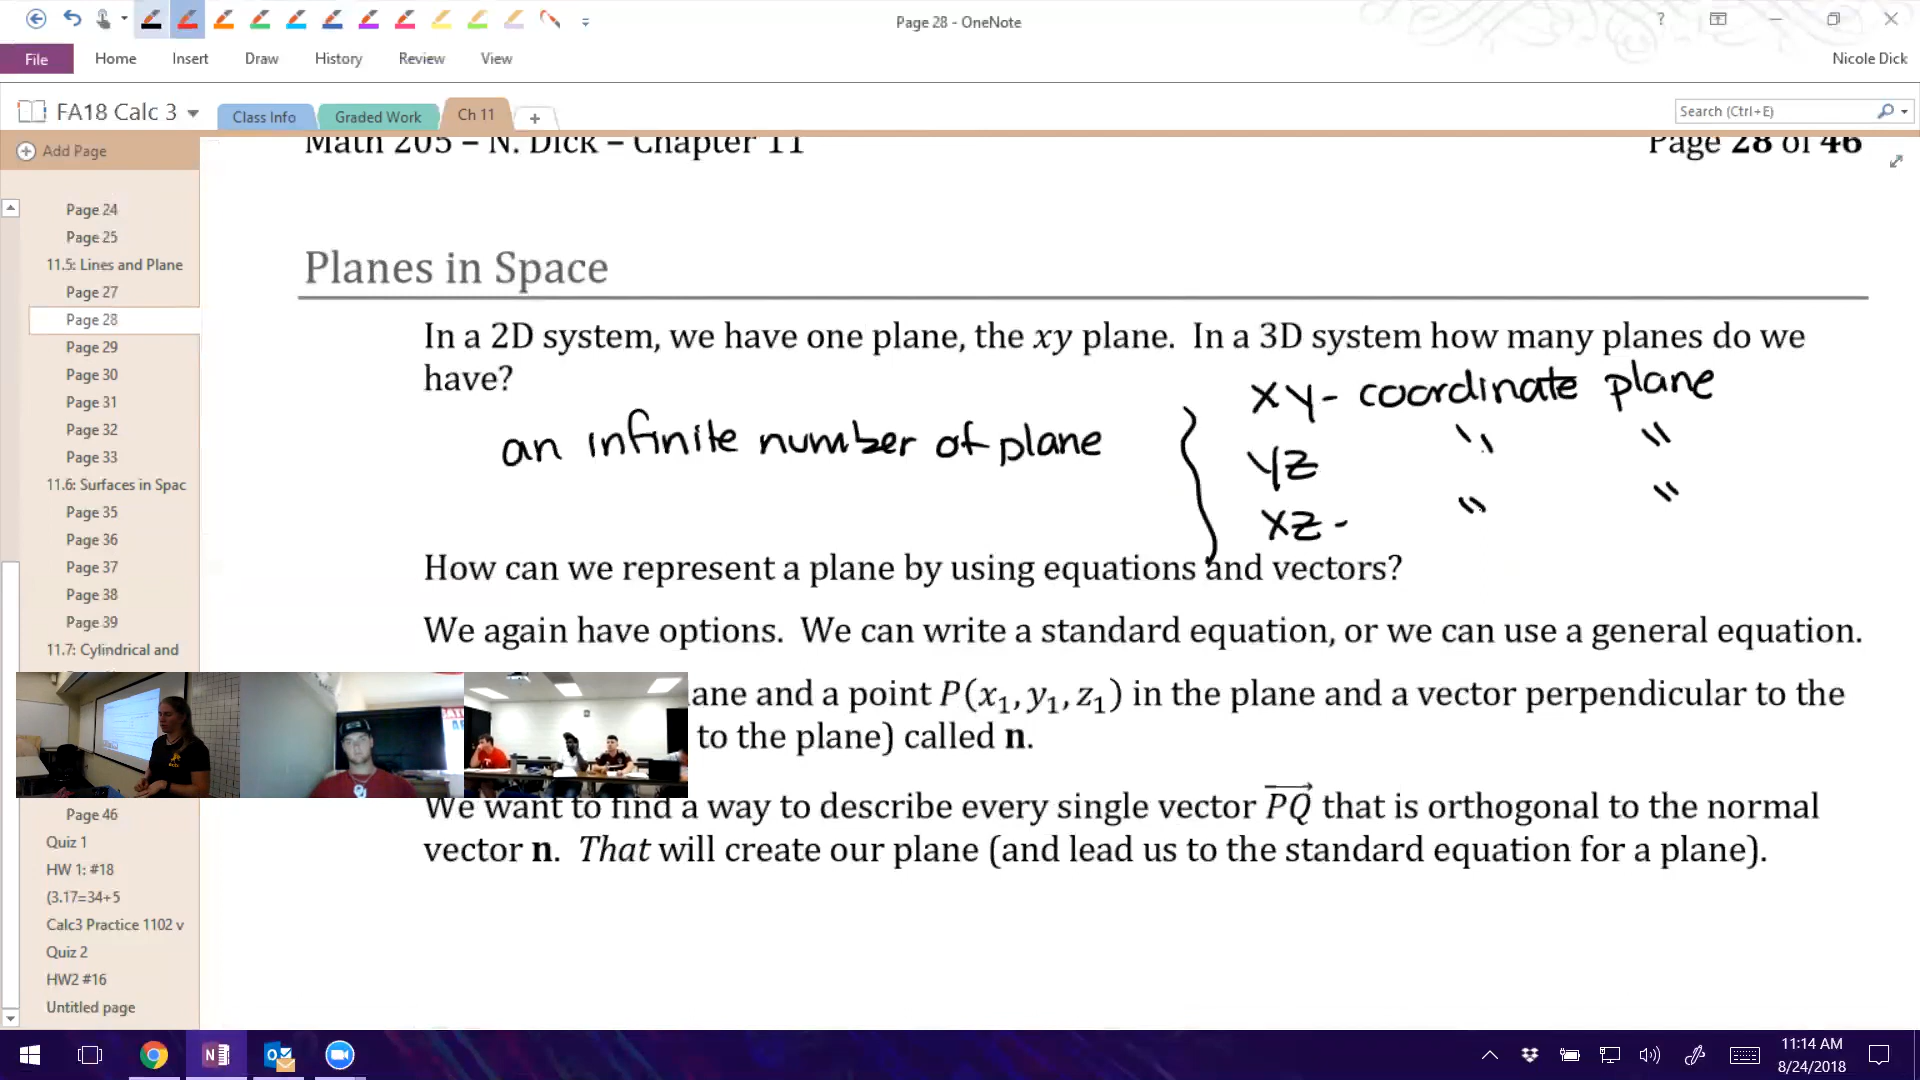 Page 28 - OneNote
?
File
Home
Insert
Draw
History
Review
View
Nicole Dick
FA18 Calc 3
Class Info
Graded Work
Ch 11
+
Search (Ctrl+E)
Add Page
Page 24
Page 25
11.5: Lines and Plane
Page 27
Page 28
Page 29
Page 30
Page 31
Page 32
Page 33
11.6: Surfaces in Spac
Page 35
Page 36
Page 37
Page 38
Page 39
11.7: Cylindrical and
Page 46
Quiz 1
HW 1: #18
(3.17=34+5
Calc3 Practice 1102 v
Quiz 2
HW2 #16
Untitled page
Math 205 – N. Dick – Chapter 11
Page 28 of 46
Planes in Space
In a 2D system, we have one plane, the xy plane. In a 3D system how many planes do we
have?
an infinite number of plane
XY- coordinate plane
YZ " "
XZ - " "
How can we represent a plane by using equations and vectors?
We again have options. We can write a standard equation, or we can use a general equation.
ane and a point P(x₁, y₁, z₁) in the plane and a vector perpendicular to the
to the plane) called n.
We want to find a way to describe every single vector PQ⃗ that is orthogonal to the normal
vector n. That will create our plane (and lead us to the standard equation for a plane).
11:14 AM
8/24/2018